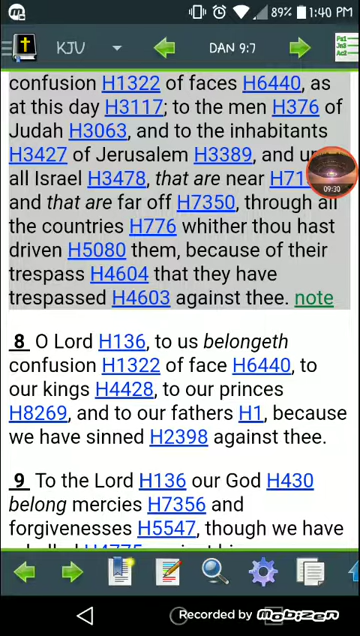 89% 1:40 PM
KJV DAN 9:7
confusion H1322 of faces H6440, as
at this day H3117; to the men H376 of
Judah H3063, and to the inhabitants
H3427 of Jerusalem H3389, and
all Israel H3478, that are near
and that are far off H7350, through all
the countries H776 whither thou hast
driven H5080 them, because of their
trespass H4604 that they have
trespassed H4603 against thee. note
8 O Lord H136, to us belongeth
confusion H1322 of face H6440, to
our kings H4428, to our princes
H8269, and to our fathers H1, because
we have sinned H2398 against thee.
9 To the Lord H136 our God H430
belong mercies H7356 and
forgivenesses H5547, though we have
09:30
Recorded by mobizen